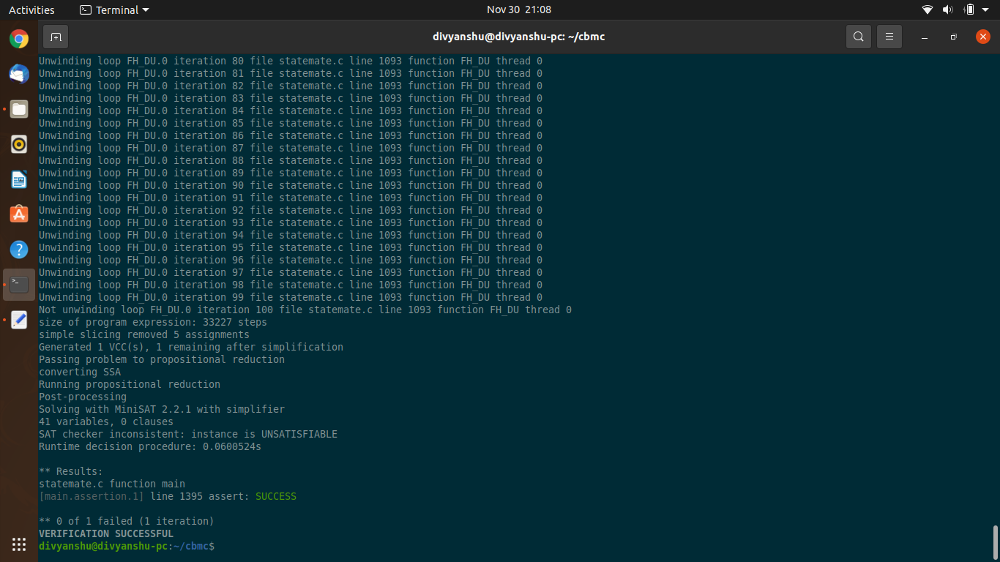 Activities
Terminal
Nov 30 21:08
divyanshu@divyanshu-pc: ~/cbmc
Unwinding loop FH_DU.0 iteration 80 file statemate.c line 1093 function FH_DU thread 0
Unwinding loop FH_DU.0 iteration 81 file statemate.c line 1093 function FH_DU thread 0
Unwinding loop FH_DU.0 iteration 82 file statemate.c line 1093 function FH_DU thread 0
Unwinding loop FH_DU.0 iteration 83 file statemate.c line 1093 function FH_DU thread 0
Unwinding loop FH_DU.0 iteration 84 file statemate.c line 1093 function FH_DU thread 0
Unwinding loop FH_DU.0 iteration 85 file statemate.c line 1093 function FH_DU thread 0
Unwinding loop FH_DU.0 iteration 86 file statemate.c line 1093 function FH_DU thread 0
Unwinding loop FH_DU.0 iteration 87 file statemate.c line 1093 function FH_DU thread 0
Unwinding loop FH_DU.0 iteration 88 file statemate.c line 1093 function FH_DU thread 0
Unwinding loop FH_DU.0 iteration 89 file statemate.c line 1093 function FH_DU thread 0
Unwinding loop FH_DU.0 iteration 90 file statemate.c line 1093 function FH_DU thread 0
Unwinding loop FH_DU.0 iteration 91 file statemate.c line 1093 function FH_DU thread 0
Unwinding loop FH_DU.0 iteration 92 file statemate.c line 1093 function FH_DU thread 0
Unwinding loop FH_DU.0 iteration 93 file statemate.c line 1093 function FH_DU thread 0
Unwinding loop FH_DU.0 iteration 94 file statemate.c line 1093 function FH_DU thread 0
Unwinding loop FH_DU.0 iteration 95 file statemate.c line 1093 function FH_DU thread 0
Unwinding loop FH_DU.0 iteration 96 file statemate.c line 1093 function FH_DU thread 0
Unwinding loop FH_DU.0 iteration 97 file statemate.c line 1093 function FH_DU thread 0
Unwinding loop FH_DU.0 iteration 98 file statemate.c line 1093 function FH_DU thread 0
Unwinding loop FH_DU.0 iteration 99 file statemate.c line 1093 function FH_DU thread 0
Not unwinding loop FH_DU.0 iteration 100 file statemate.c line 1093 function FH_DU thread 0
size of program expression: 33227 steps
simple slicing removed 5 assignments
Generated 1 VCC(s), 1 remaining after simplification
Passing problem to propositional reduction
converting SSA
Running propositional reduction
Post-processing
Solving with MiniSAT 2.2.1 with simplifier
41 variables, 0 clauses
SAT checker inconsistent: instance is UNSATISFIABLE
Runtime decision procedure: 0.0600524s
** Results:
statemate.c function main
[main.assertion.1] line 1395 assert: SUCCESS
** 0 of 1 failed (1 iteration)
VERIFICATION SUCCESSFUL
divyanshu@divyanshu-pc:~/cbmc$